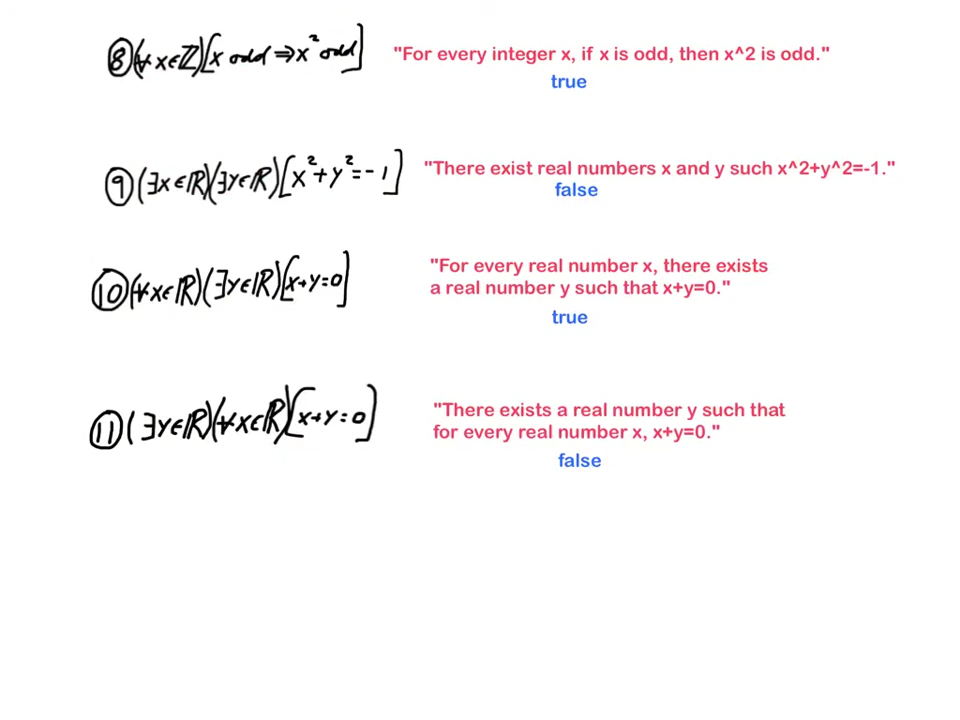 ⑧ (∀x∈ℤ)[x odd ⇒ x² odd] "For every integer x, if x is odd, then x^2 is odd."
true
⑨ (∃x∈ℝ)(∃y∈ℝ)[x²+y²=-1] "There exist real numbers x and y such x^2+y^2=-1."
false
⑩ (∀x∈ℝ)(∃y∈ℝ)[x+y=0] "For every real number x, there exists
a real number y such that x+y=0."
true
⑪ (∃y∈ℝ)(∀x∈ℝ)[x+y=0] "There exists a real number y such that
for every real number x, x+y=0."
false